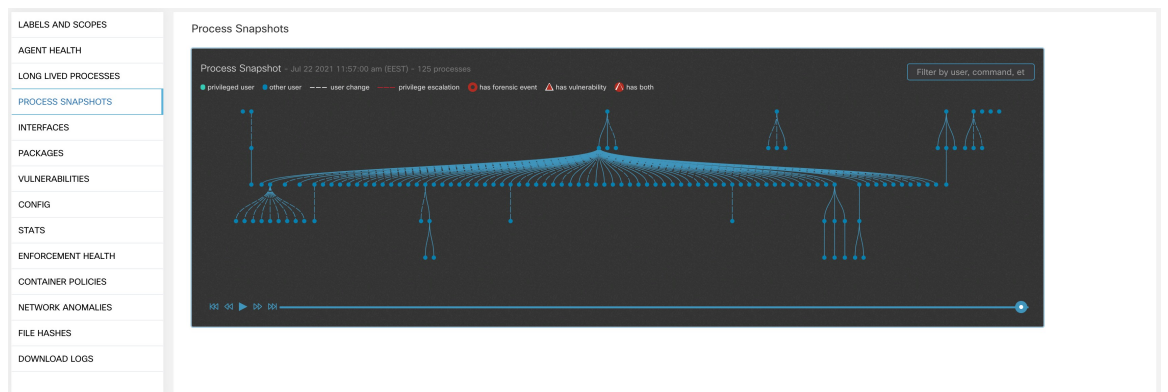 LABELS AND SCOPES
AGENT HEALTH
LONG LIVED PROCESSES
PROCESS SNAPSHOTS
INTERFACES
PACKAGES
VULNERABILITIES
CONFIG
STATS
ENFORCEMENT HEALTH
CONTAINER POLICIES
NETWORK ANOMALIES
FILE HASHES
DOWNLOAD LOGS
Process Snapshots
Process Snapshot - Jul 22 2021 11:57:00 am (EEST) - 125 processes
Filter by user, command, et
privileged user other user user change privilege escalation has forensic event has vulnerability has both